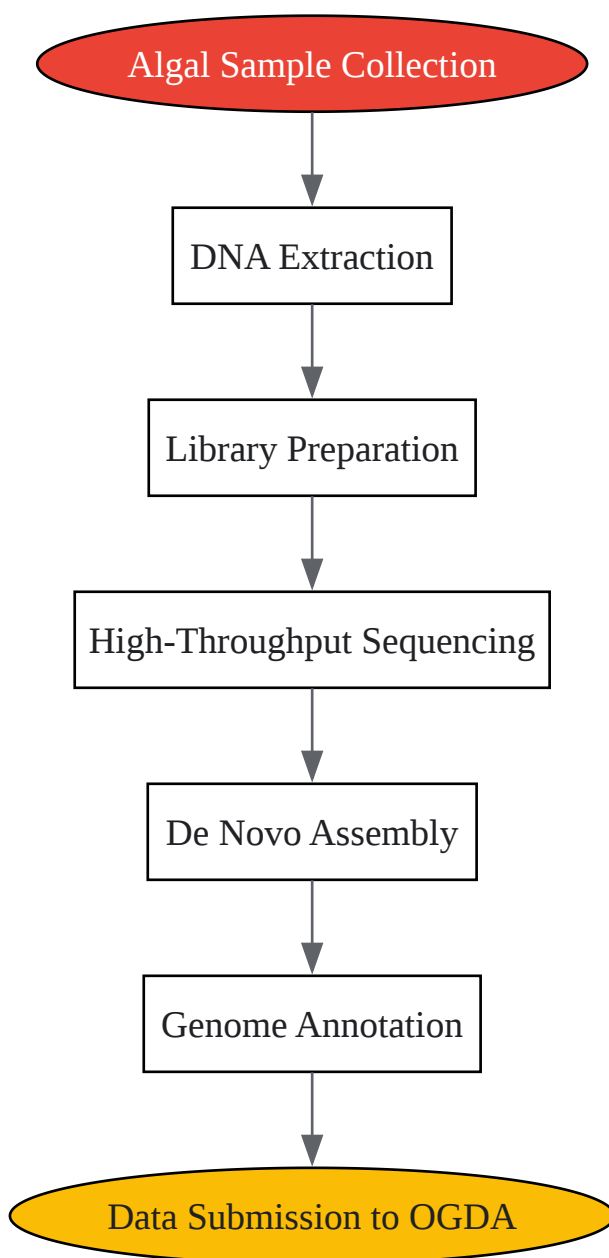 Algal Sample Collection
DNA Extraction
Library Preparation
High-Throughput Sequencing
De Novo Assembly
Genome Annotation
Data Submission to OGDA